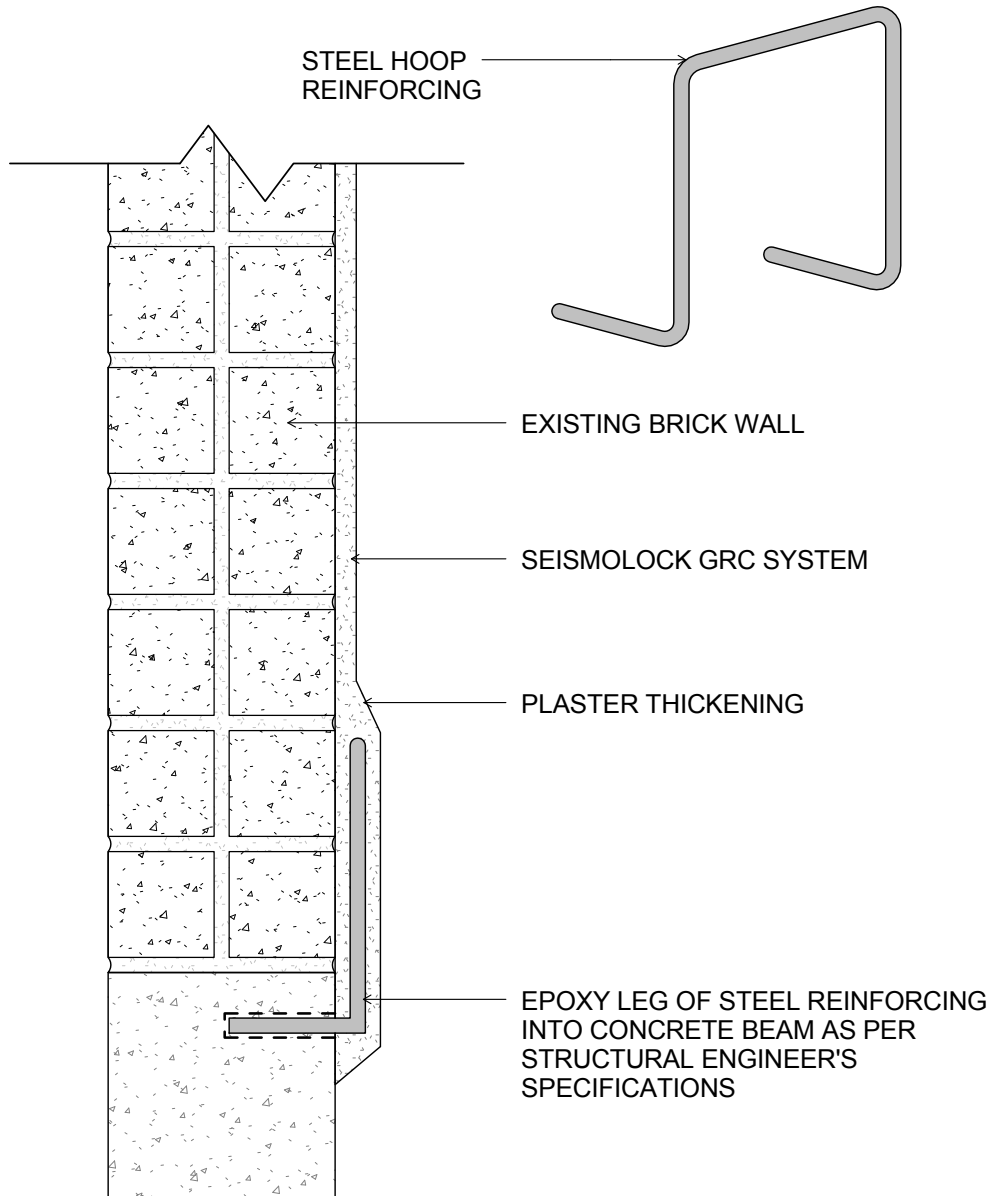 STEEL HOOP
REINFORCING
EXISTING BRICK WALL
SEISMOLOCK GRC SYSTEM
PLASTER THICKENING
EPOXY LEG OF STEEL REINFORCING
INTO CONCRETE BEAM AS PER
STRUCTURAL ENGINEER'S
SPECIFICATIONS